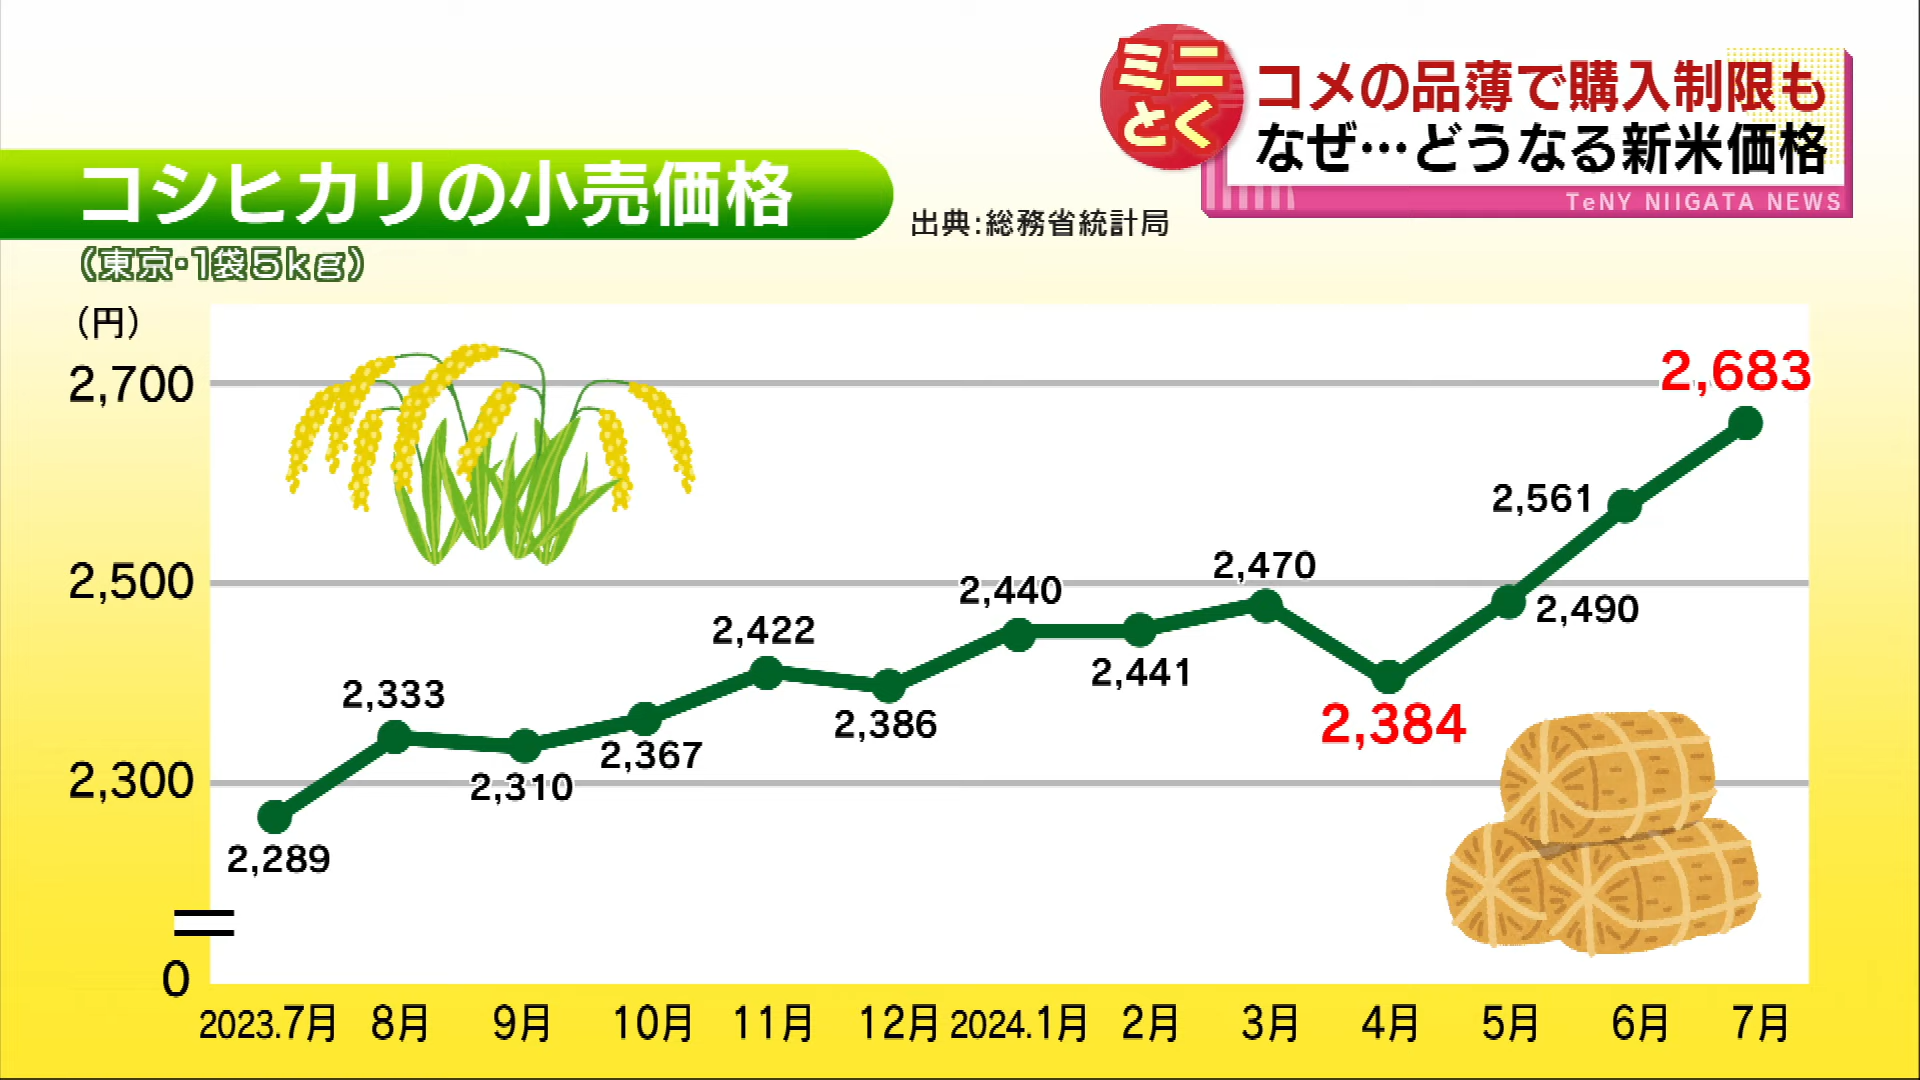 ミニ
とく
コメの品薄で購入制限も
なぜ…どうなる新米価格
TeNY NIIGATA NEWS
コシヒカリの小売価格
出典:総務省統計局
(東京・1袋5kg)
(円)
2,700
2,500
2,300
0
2,289
2,333
2,310
2,367
2,422
2,386
2,440
2,441
2,470
2,384
2,490
2,561
2,683
2023.7月 8月 9月 10月 11月 12月 2024.1月 2月 3月 4月 5月 6月 7月